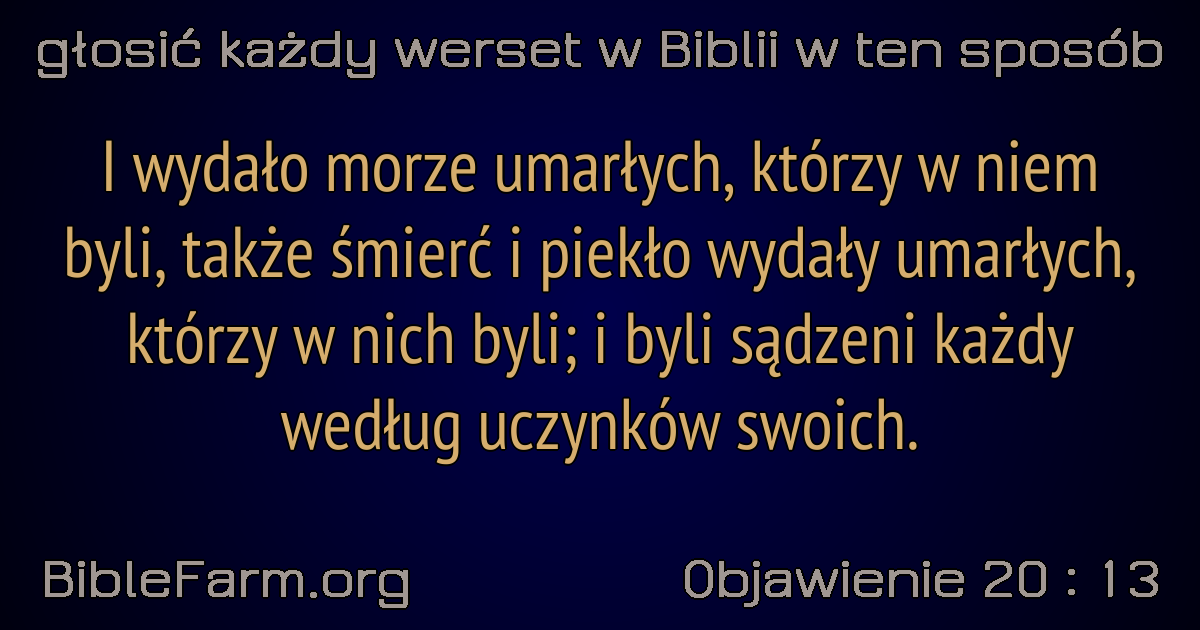 głosić każdy werset w Biblii w ten sposób
I wydało morze umarłych, którzy w niem
byli, także śmierć i piekło wydały umarłych,
którzy w nich byli; i byli sądzeni każdy
według uczynków swoich.
BibleFarm.org
Objawienie 20 : 13